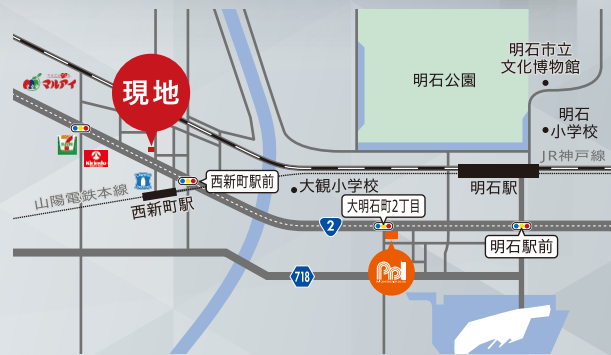 明石市立
文化博物館
明石公園
マルアイ
現地
明石
小学校
JR神戸線
西新町駅前
山陽電鉄本線
西新町駅
大観小学校
明石駅
大明石町2丁目
2
明石駅前
718